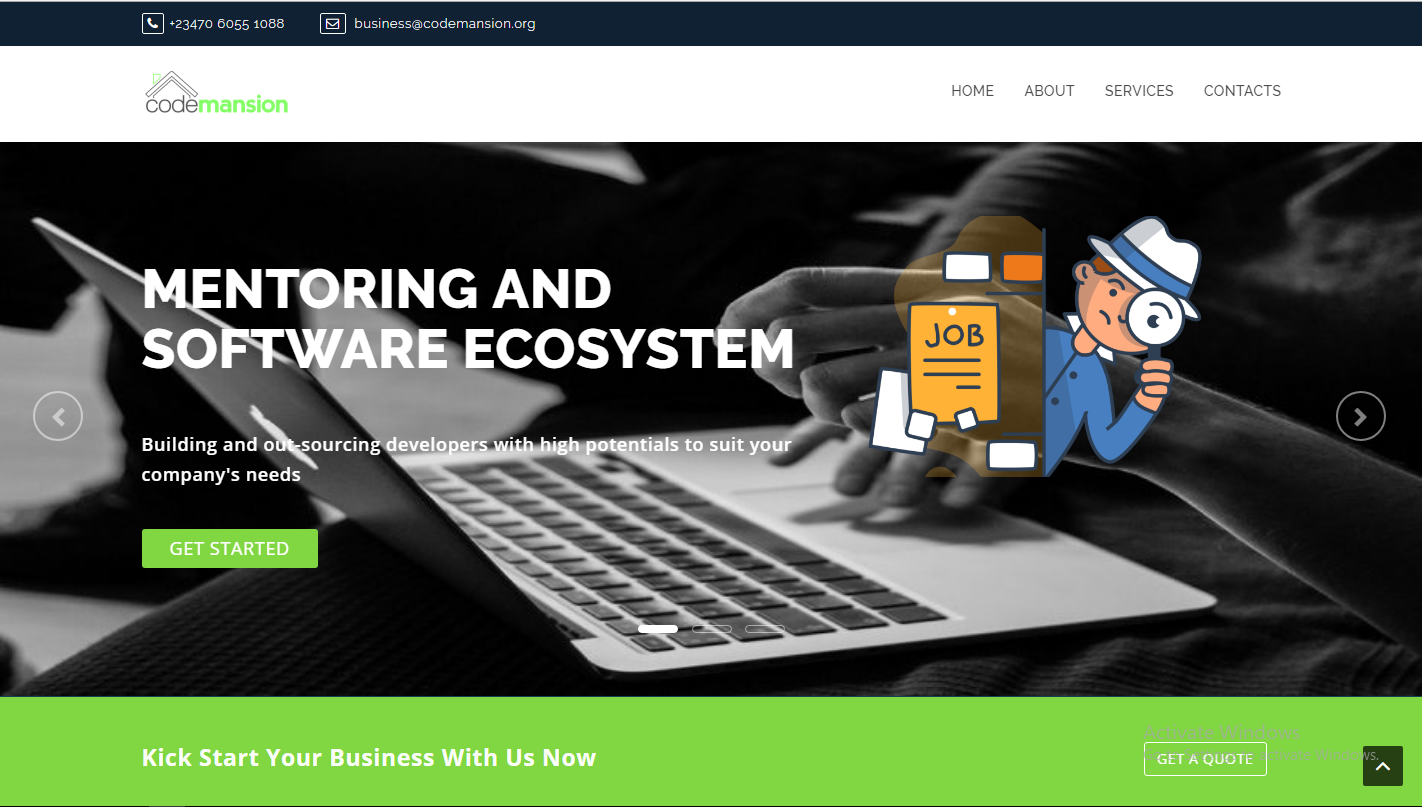 +23470 6055 1088
business@codemansion.org
codemansion
HOME ABOUT SERVICES CONTACTS
MENTORING AND
SOFTWARE ECOSYSTEM
JOB
Building and out-sourcing developers with high potentials to suit your
company's needs
GET STARTED
Kick Start Your Business With Us Now
Activate Windows
GET A QUOTE
Windows.